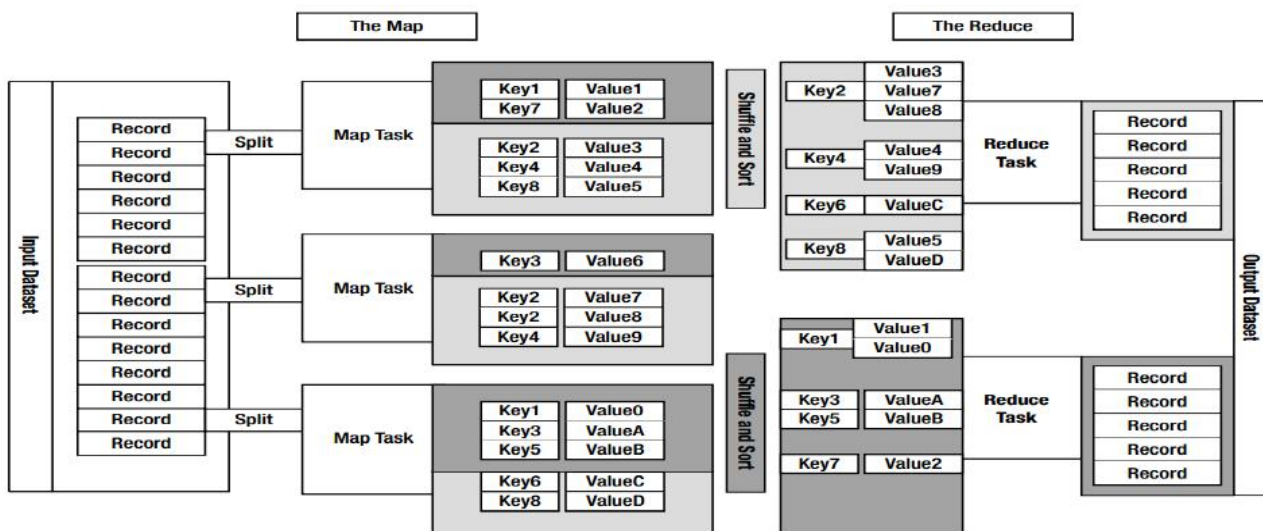 The Map
The Reduce
Input Dataset
Record
Record
Record
Record
Record
Record
Record
Record
Record
Record
Record
Record
Record
Record
Split
Split
Split
Map Task
Key1 Value1
Key7 Value2
Key2 Value3
Key4 Value4
Key8 Value5
Map Task
Key3 Value6
Key2 Value7
Key2 Value8
Key4 Value9
Map Task
Key1 Value0
Key3 ValueA
Key5 ValueB
Key6 ValueC
Key8 ValueD
Shuffle and Sort
Shuffle and Sort
Value3
Key2 Value7
Value8
Value4
Key4
Value9
Key6 ValueC
Value5
Key8
ValueD
Reduce
Task
Record
Record
Record
Record
Record
Value1
Key1
Value0
Key3 ValueA
Key5 ValueB
Key7 Value2
Reduce
Task
Record
Record
Record
Record
Record
Output Dataset